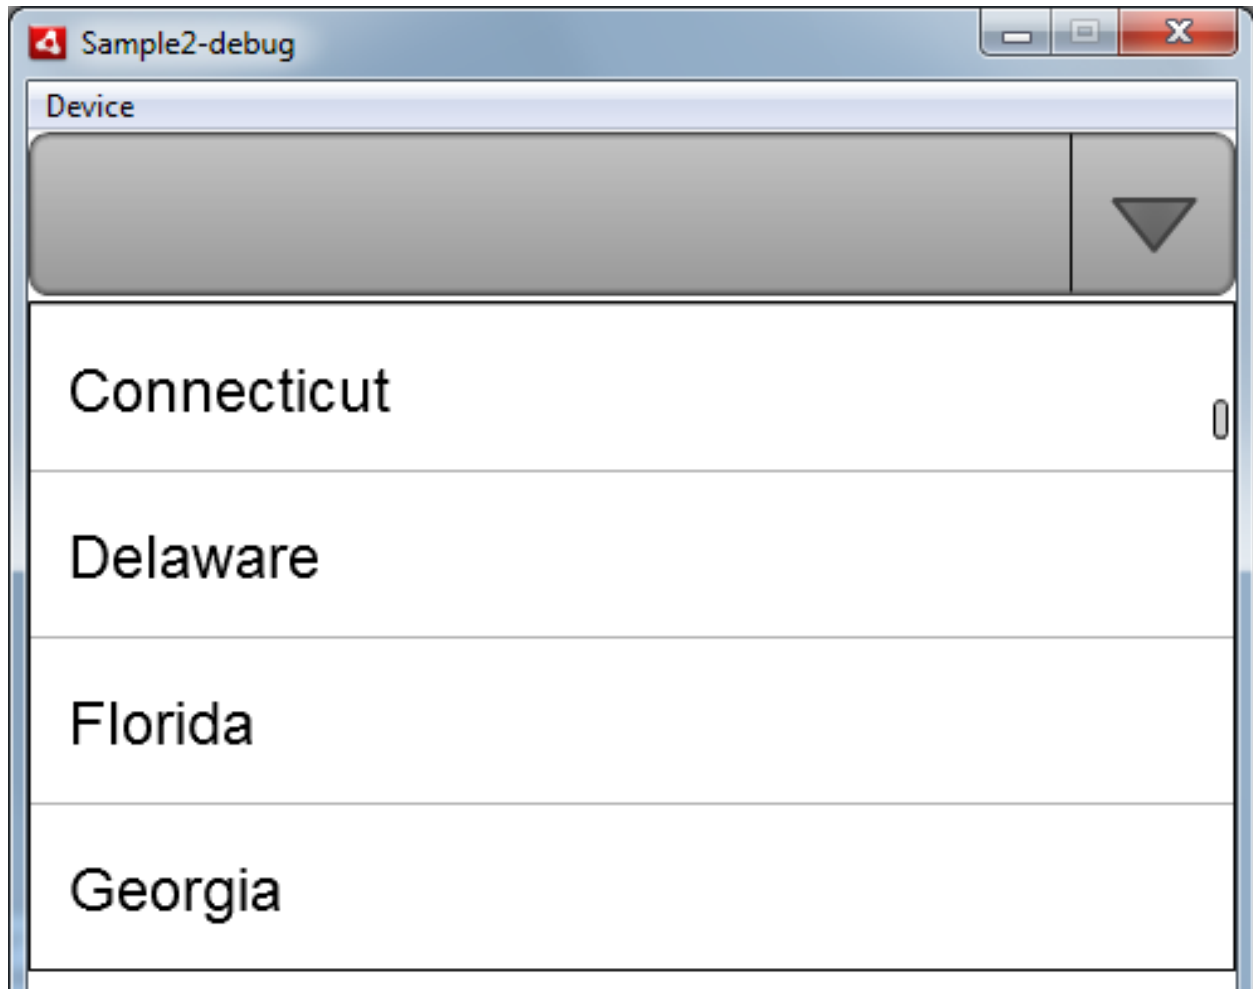 Sample2-debug
Device
Connecticut
Delaware
Florida
Georgia